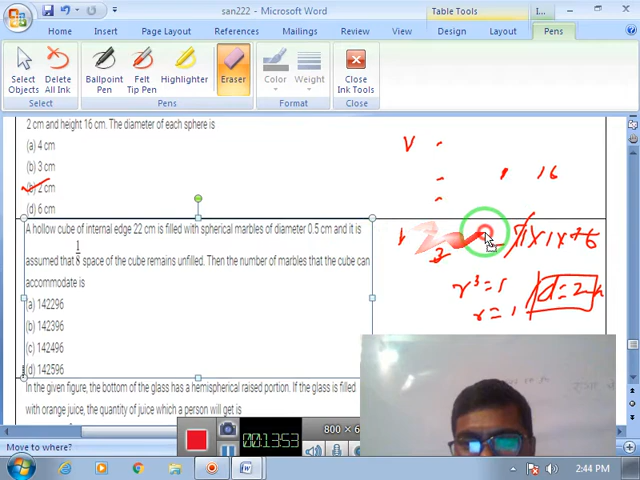 san222 - Microsoft Word
Table Tools
I...
Home Insert Page Layout References Mailings Review View Design Layout Pens
Select Objects
Delete All Ink
Ballpoint Pen
Felt Tip Pen
Highlighter
Eraser
Color
Weight
Close Ink Tools
Select Pens Format Close
2 cm and height 16 cm. The diameter of each sphere is
(a) 4 cm
(b) 3 cm
2 cm
(d) 6 cm
V
16
A hollow cube of internal edge 22 cm is filled with spherical marbles of diameter 0.5 cm and it is
assumed that 1/8 space of the cube remains unfilled. Then the number of marbles that the cube can
accommodate is
(a) 142296
(b) 142396
(c) 142496
(d) 142596
r³=1
r=1
d=2
In the given figure, the bottom of the glass has a hemispherical raised portion. If the glass is filled
with orange juice, the quantity of juice which a person will get is
800 × 6
00:13:53
Move to where?
2:44 PM